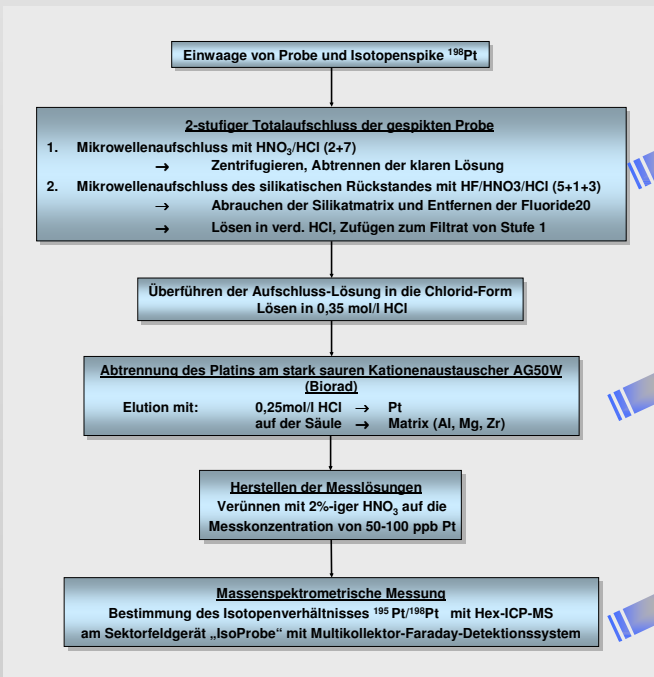 Einwaage von Probe und Isotopenspike ¹⁹⁸Pt
2-stufiger Totalaufschluss der gespikten Probe
1. Mikrowellenaufschluss mit HNO₃/HCl (2+7)
→ Zentrifugieren, Abtrennen der klaren Lösung
2. Mikrowellenaufschluss des silikatischen Rückstandes mit HF/HNO3/HCl (5+1+3)
→ Abrauchen der Silikatmatrix und Entfernen der Fluoride20
→ Lösen in verd. HCl, Zufügen zum Filtrat von Stufe 1
Überführen der Aufschluss-Lösung in die Chlorid-Form
Lösen in 0,35 mol/l HCl
Abtrennung des Platins am stark sauren Kationenaustauscher AG50W
(Biorad)
Elution mit: 0,25mol/l HCl → Pt
auf der Säule → Matrix (Al, Mg, Zr)
Herstellen der Messlösungen
Verünnen mit 2%-iger HNO₃ auf die
Messkonzentration von 50-100 ppb Pt
Massenspektrometrische Messung
Bestimmung des Isotopenverhältnisses ¹⁹⁵ Pt/¹⁹⁸Pt mit Hex-ICP-MS
am Sektorfeldgerät „IsoProbe“ mit Multikollektor-Faraday-Detektionssystem